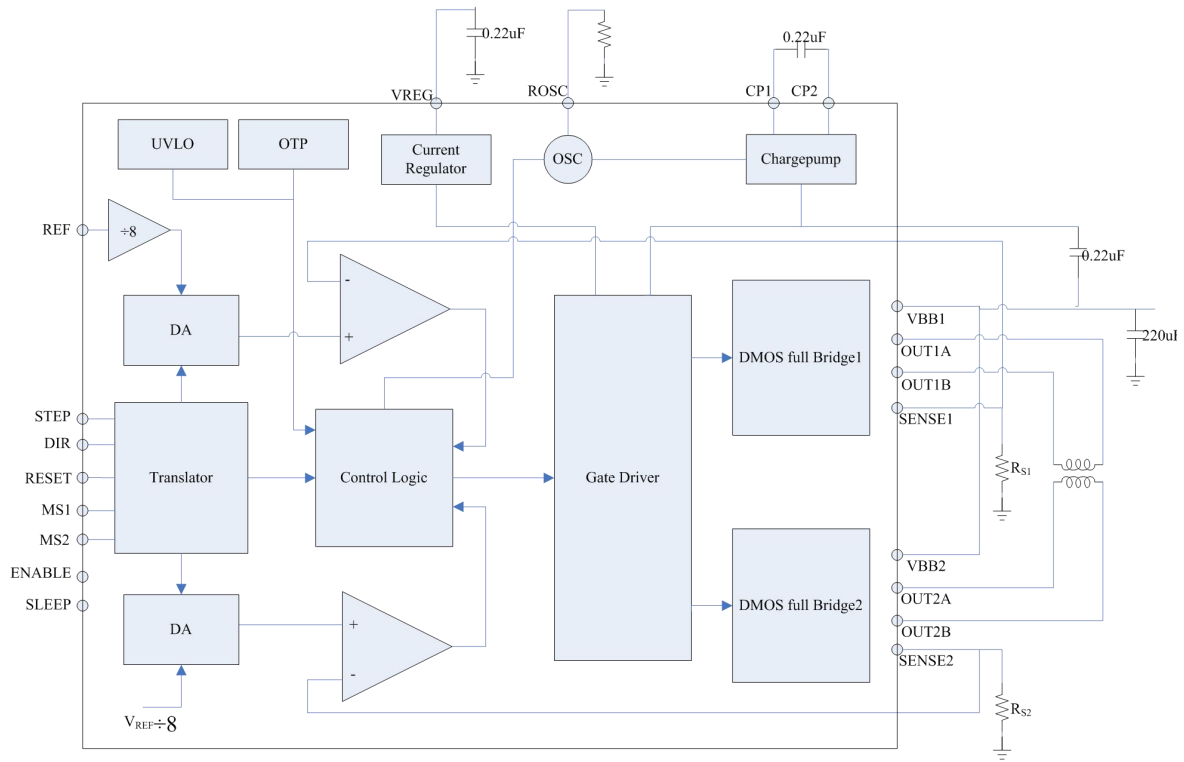 0.22uF
0.22uF
VREG
ROSC
CP1
CP2
UVLO
OTP
Current
Regulator
OSC
Chargepump
REF
÷8
0.22uF
-
DA
+
VBB1
220uF
DMOS full Bridge1
OUT1A
OUT1B
STEP
SENSE1
DIR
RS1
RESET
Translator
Control Logic
Gate Driver
MS1
MS2
ENABLE
VBB2
SLEEP
OUT2A
DMOS full Bridge2
DA
+
OUT2B
SENSE2
-
VREF÷8
RS2